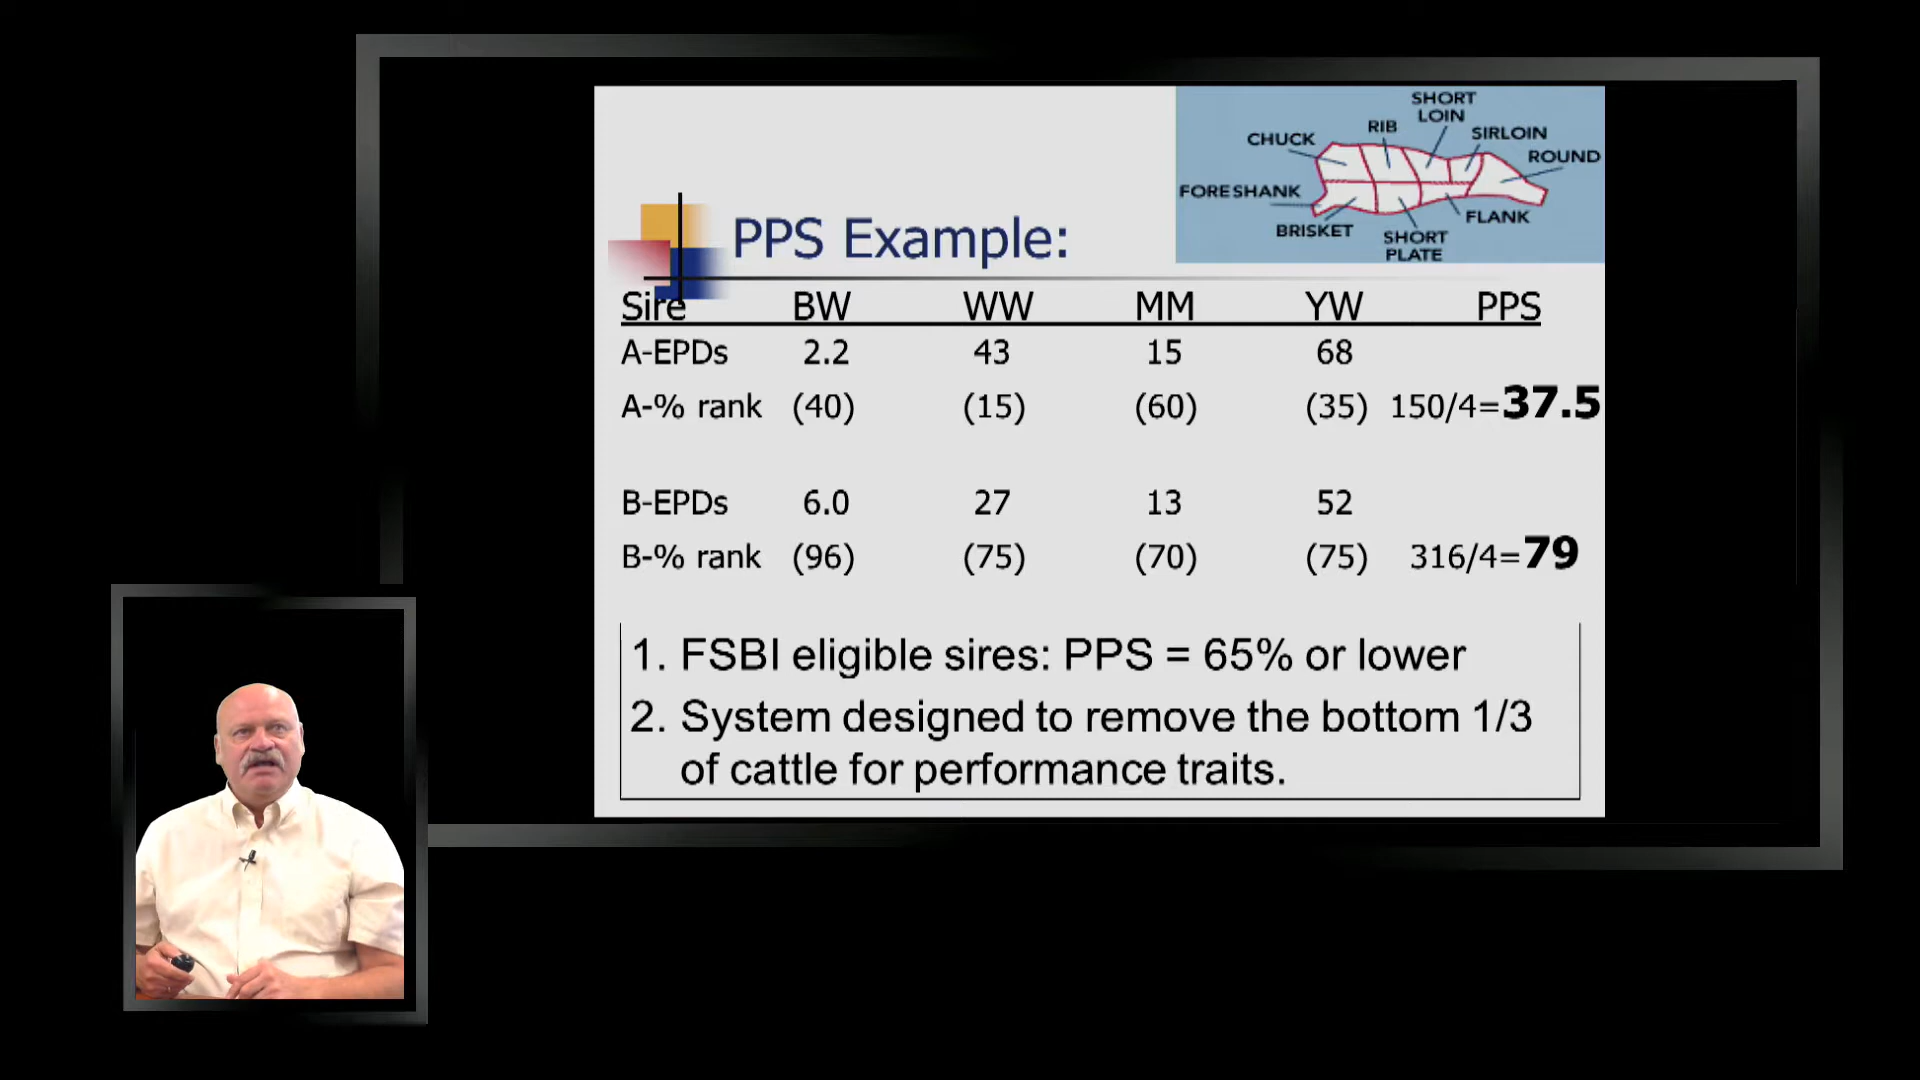 SHORT
LOIN
RIB
CHUCK
SIRLOIN
ROUND
FORESHANK
FLANK
BRISKET
SHORT
PLATE
PPS Example:
Sire BW WW MM YW PPS
A-EPDs 2.2 43 15 68
A-% rank (40) (15) (60) (35) 150/4=37.5
B-EPDs 6.0 27 13 52
B-% rank (96) (75) (70) (75) 316/4=79
1. FSBI eligible sires: PPS = 65% or lower
2. System designed to remove the bottom 1/3
of cattle for performance traits.